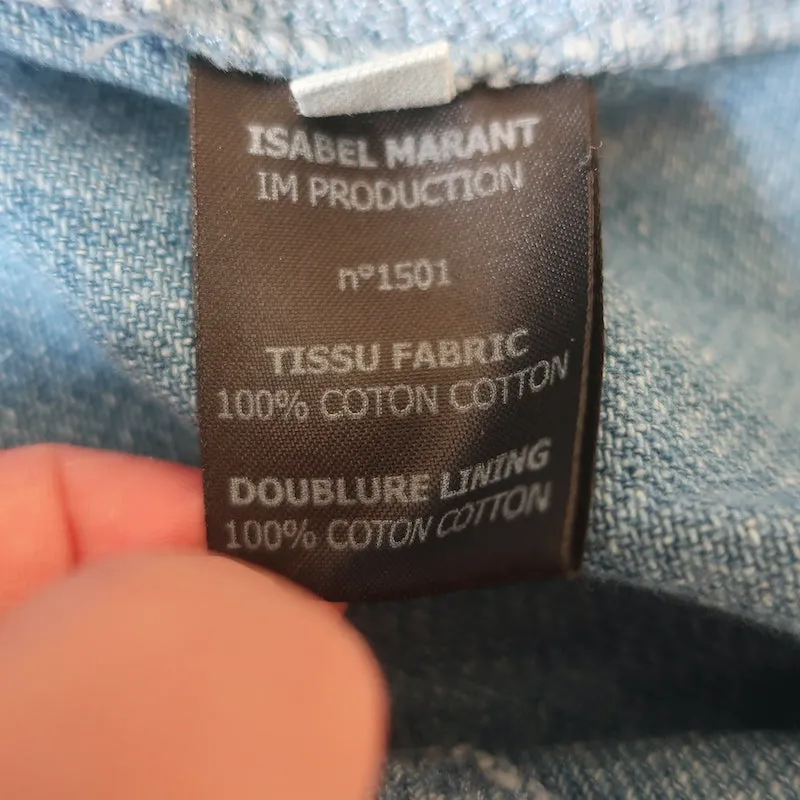 ISABEL MARANT
IM PRODUCTION
n°1501
TISSU FABRIC
100% COTON COTTON
DOUBLURE LINING
100% COTON COTTON